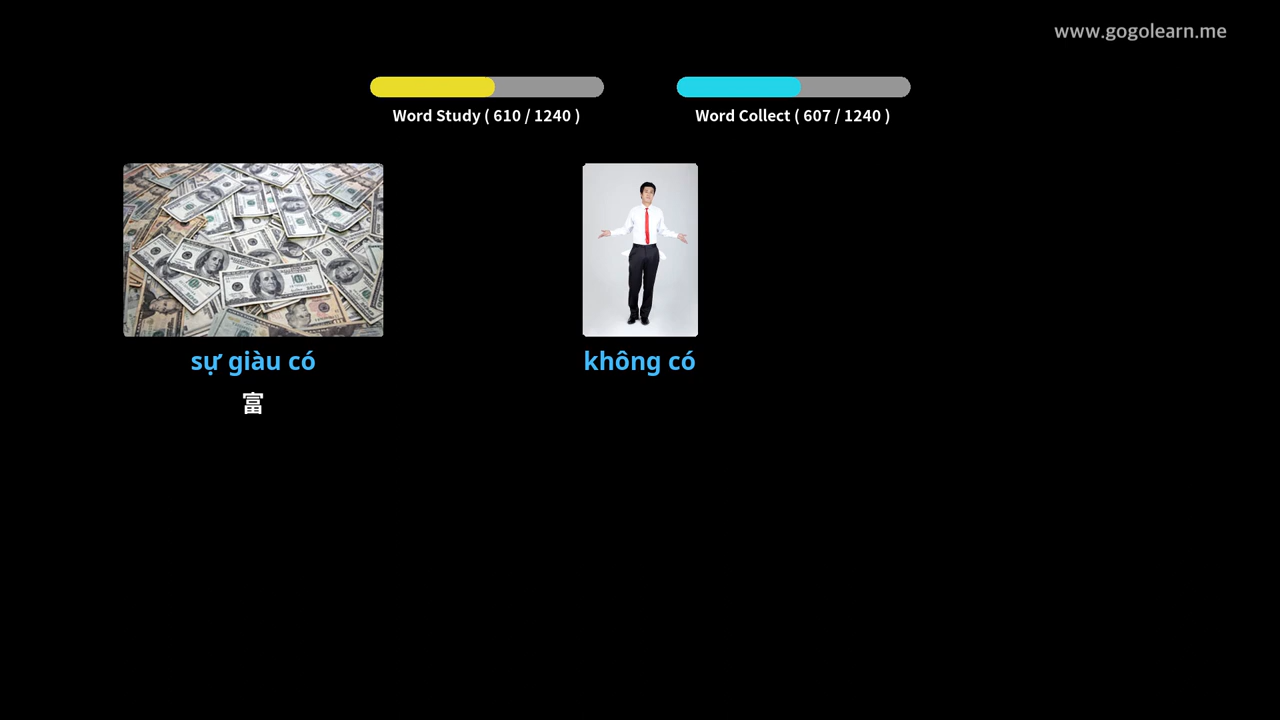 www.gogolearn.me
Word Study ( 610 / 1240 )
Word Collect ( 607 / 1240 )
sự giàu có
không có
富